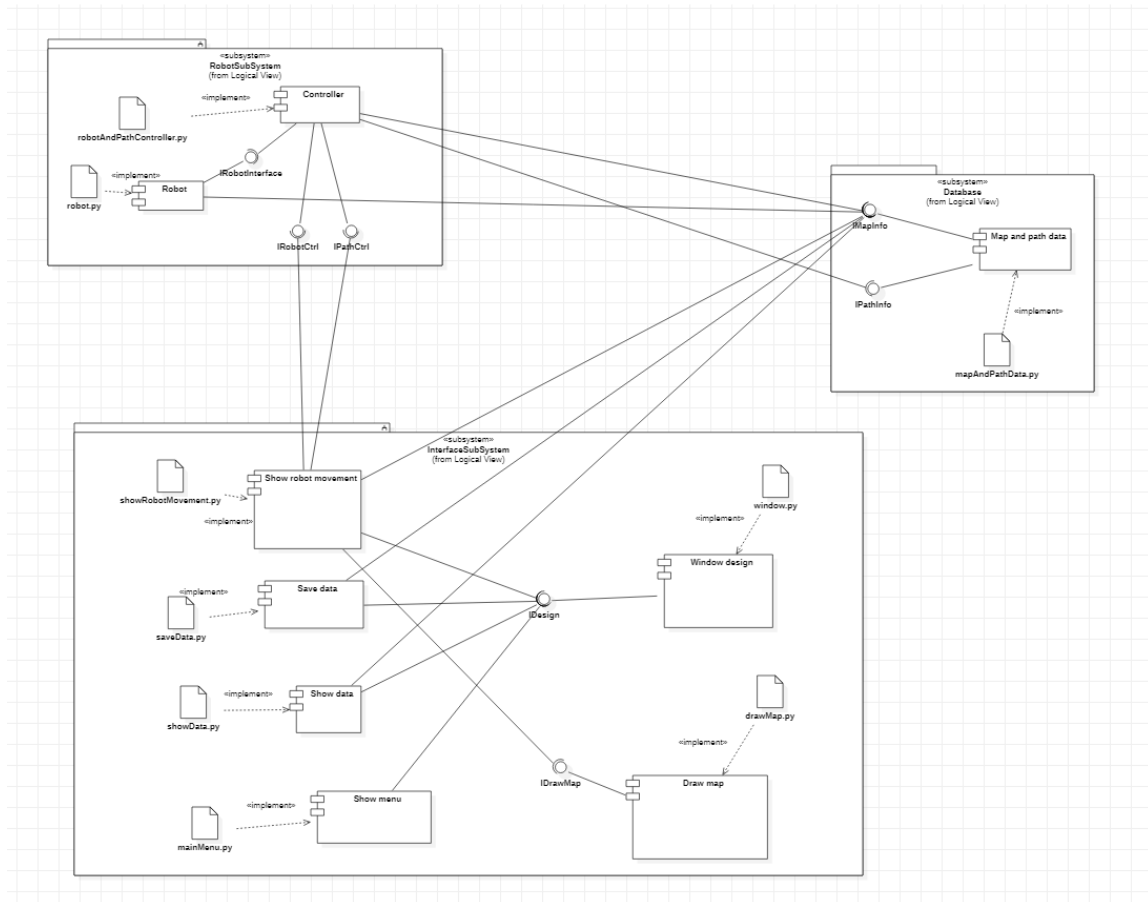 «subsystem»
RobotSubSystem
(from Logical View)
«implement»
Controller
robotAndPathController.py
«implement»
IRobotInterface
Robot
robot.py
IRobotCtrl
IPathCtrl
«subsystem»
Database
(from Logical View)
IMapInfo
Map and path data
IPathInfo
«implement»
mapAndPathData.py
«subsystem»
InterfaceSubSystem
(from Logical View)
Show robot movement
showRobotMovement.py
«implement»
window.py
«implement»
Window design
«implement»
Save data
saveData.py
IDesign
«implement»
Show data
showData.py
drawMap.py
«implement»
IDrawMap
Draw map
«implement»
Show menu
mainMenu.py